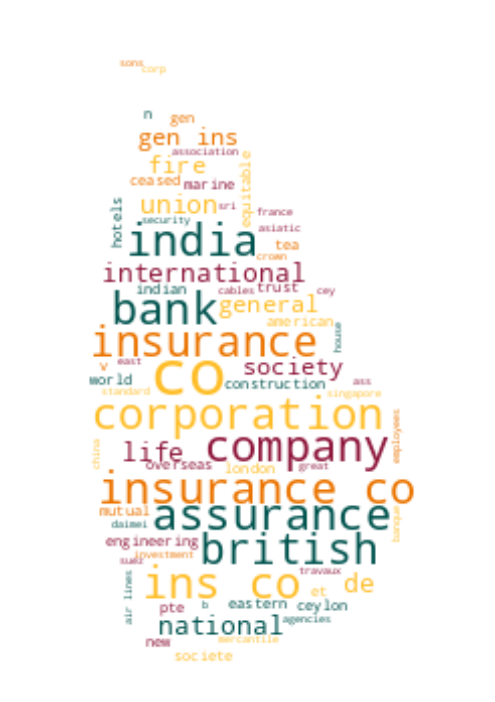 sons
corp
n
gen
gen ins
association
fire
equitable
ceased
marine
union
sri
hotels
france
security
asiatic
india
tea
crown
international
indian
cables
trust
cey
bank
general
american
house
insurance
east
v
co
society
world
construction
ass
standard
singapore
corporation
employees
company
life
china
overseas
london
great
insurance co
mutual
assurance
banque
daimei
engineering
british
investment
suez
travaux
ins co
de
air lines
et
pte
b
eastern
ceylon
national
agencies
new
mercantile
societe